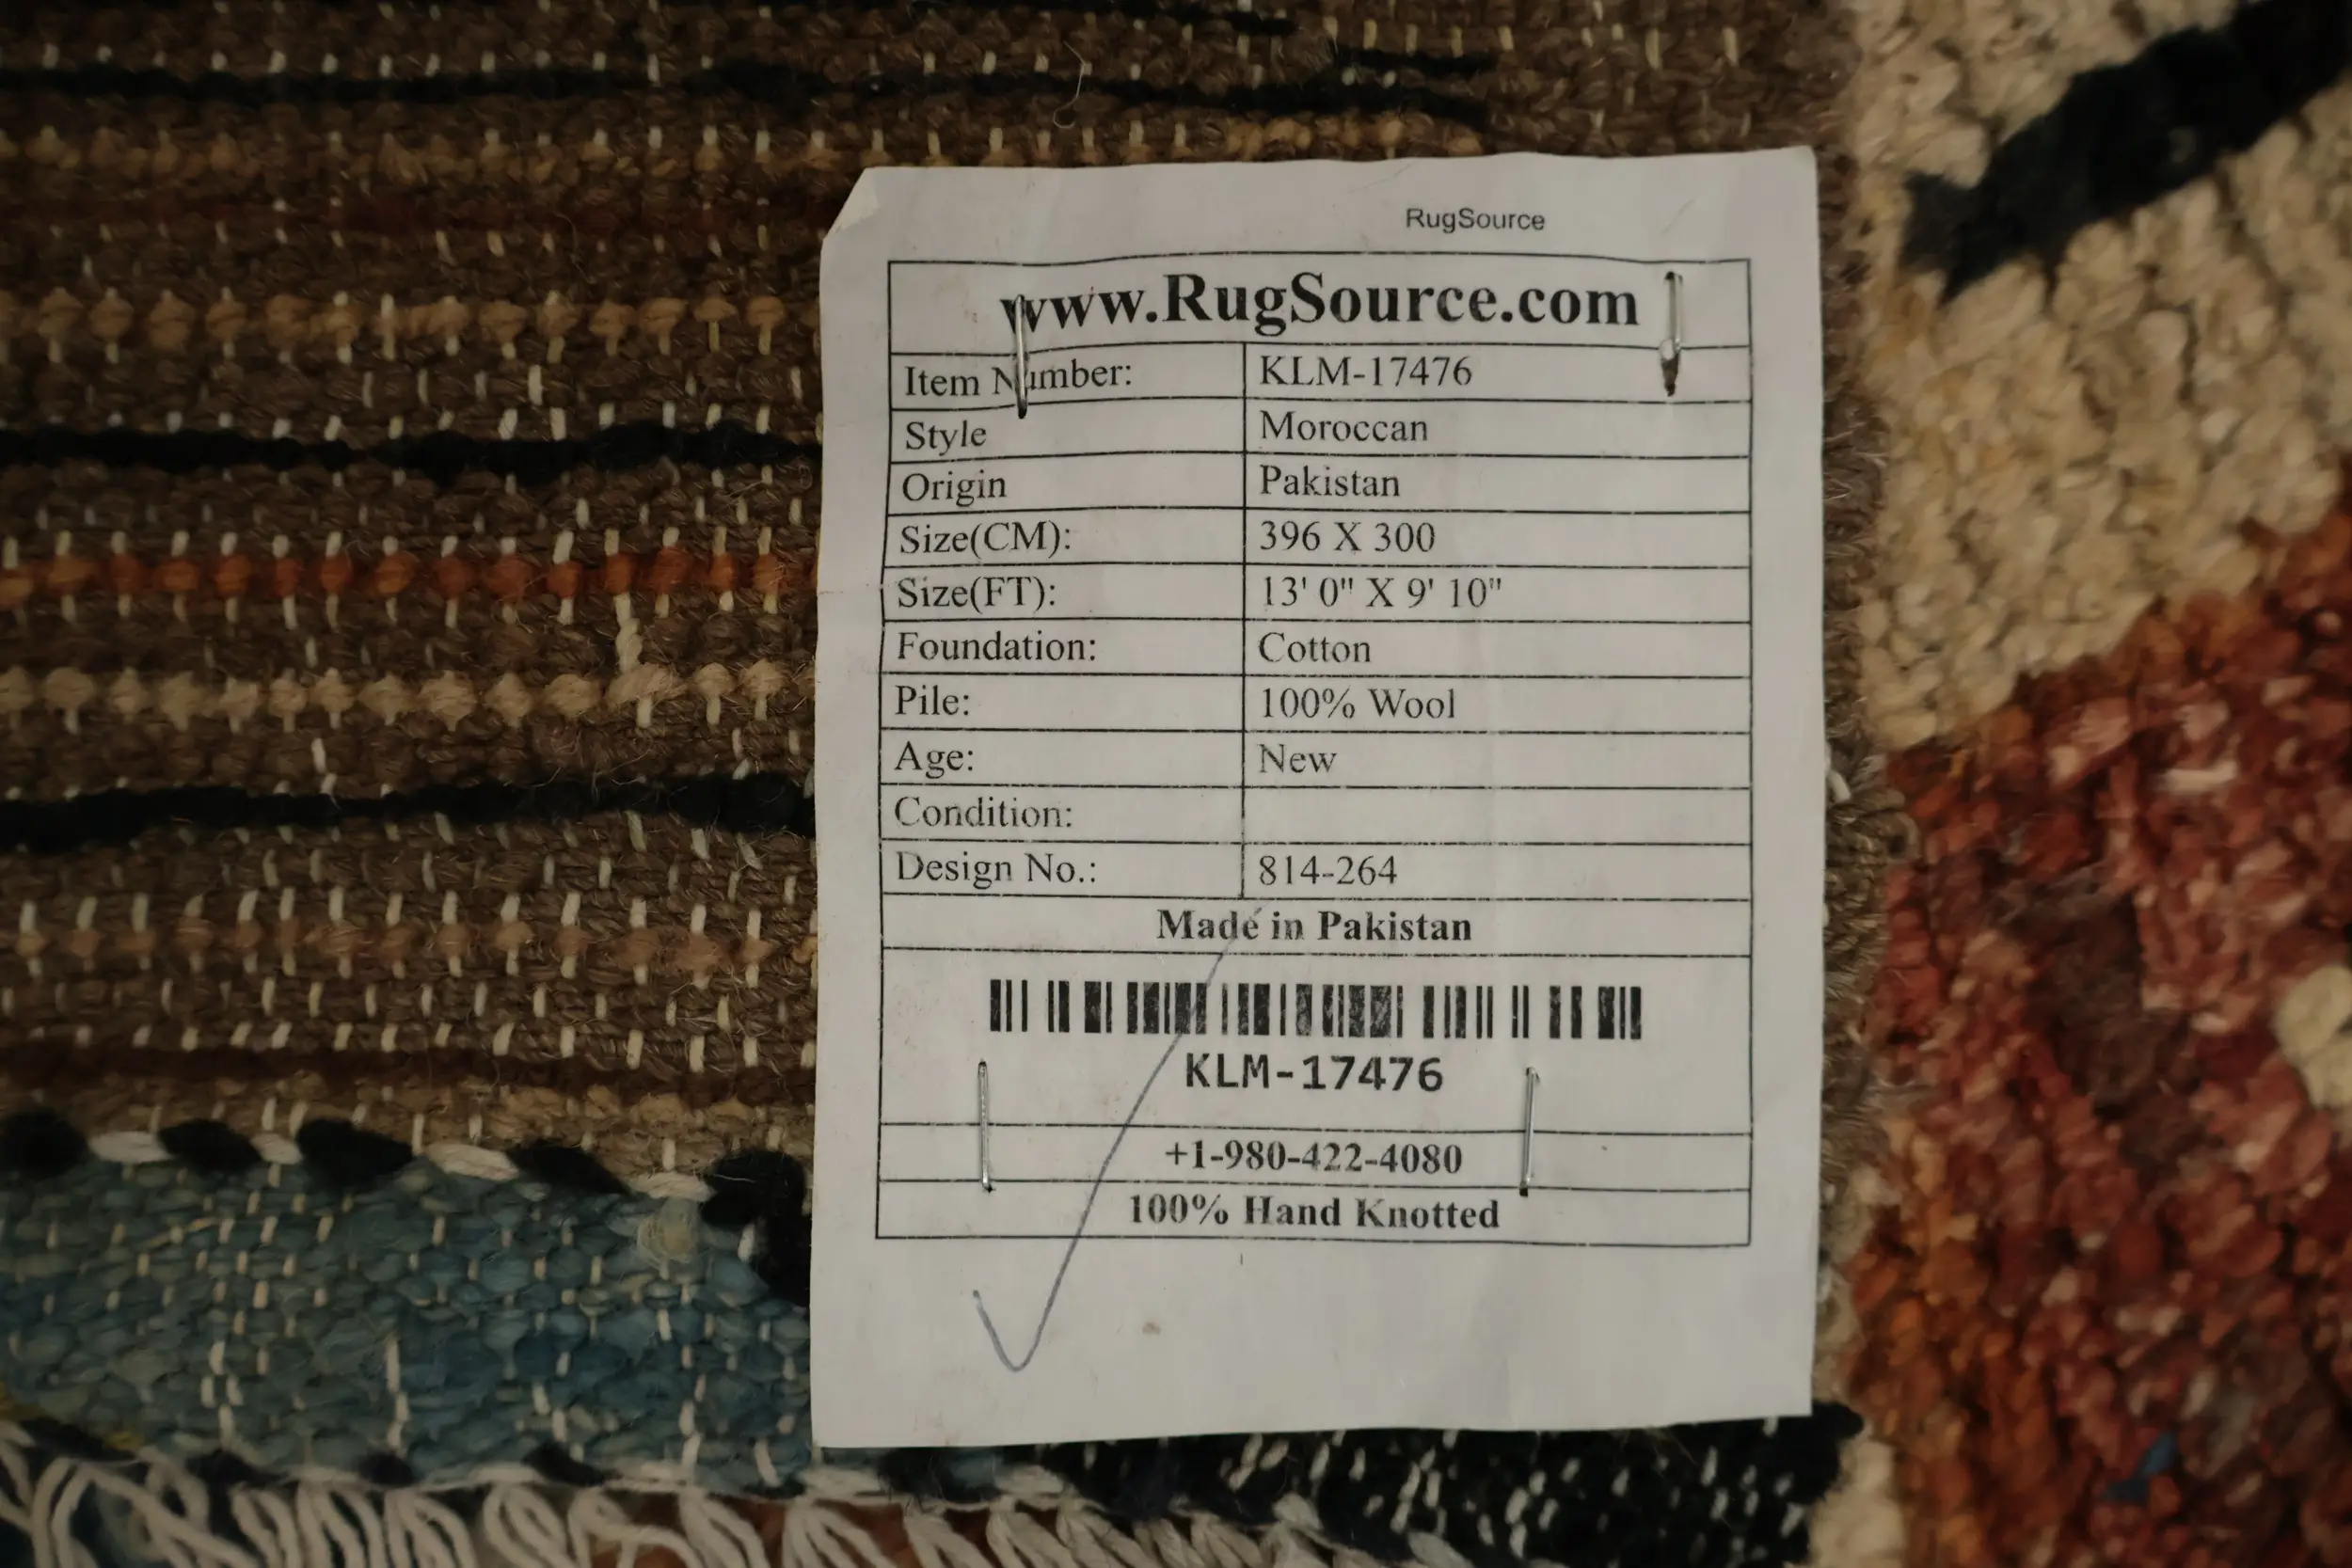 RugSource
www.RugSource.com
Item Number: KLM-17476
Style Moroccan
Origin Pakistan
Size(CM): 396 X 300
Size(FT): 13' 0" X 9' 10"
Foundation: Cotton
Pile: 100% Wool
Age: New
Condition:
Design No.: 814-264
Made in Pakistan
KLM-17476
+1-980-422-4080
100% Hand Knotted